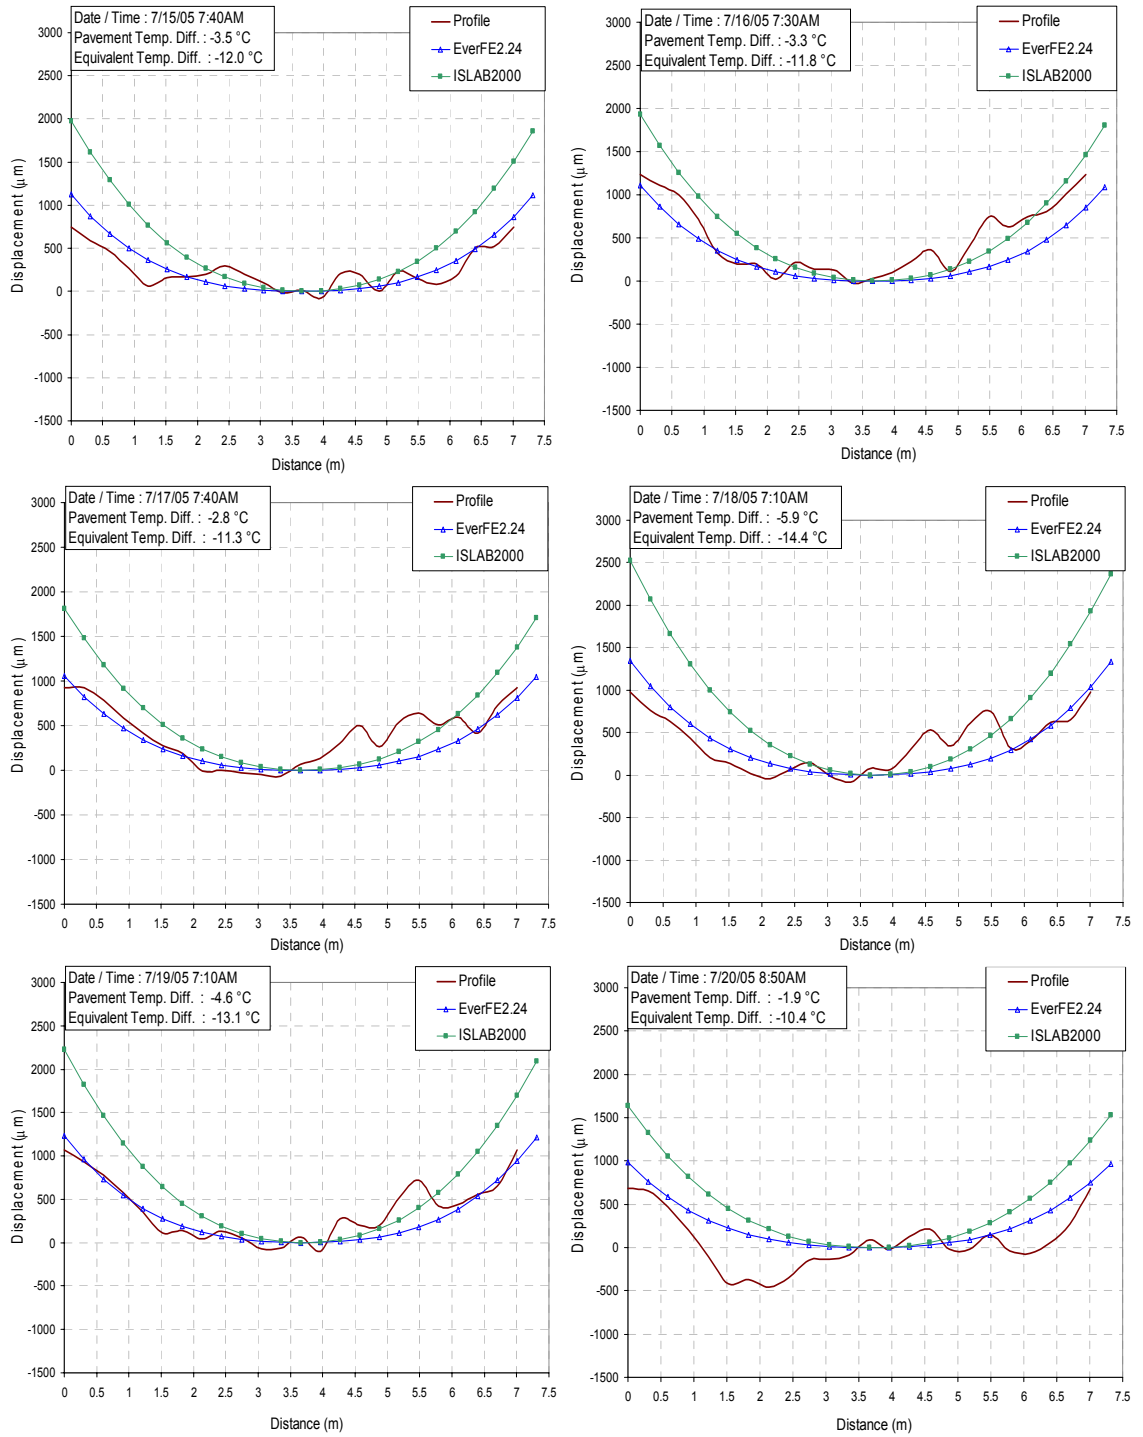 Date / Time : 7/15/05 7:40AM
Pavement Temp. Diff. : -3.5 °C
Equivalent Temp. Diff. : -12.0 °C
Profile
EverFE2.24
ISLAB2000
3000
2500
2000
1500
1000
500
0
-500
-1000
-1500
Displacement (μm)
0 0.5 1 1.5 2 2.5 3 3.5 4 4.5 5 5.5 6 6.5 7 7.5
Distance (m)
Date / Time : 7/16/05 7:30AM
Pavement Temp. Diff. : -3.3 °C
Equivalent Temp. Diff. : -11.8 °C
Profile
EverFE2.24
ISLAB2000
3000
2500
2000
1500
1000
500
0
-500
-1000
-1500
Displacement (μm)
0 0.5 1 1.5 2 2.5 3 3.5 4 4.5 5 5.5 6 6.5 7 7.5
Distance (m)
Date / Time : 7/17/05 7:40AM
Pavement Temp. Diff. : -2.8 °C
Equivalent Temp. Diff. : -11.3 °C
Profile
EverFE2.24
ISLAB2000
3000
2500
2000
1500
1000
500
0
-500
-1000
-1500
Displacement (μm)
0 0.5 1 1.5 2 2.5 3 3.5 4 4.5 5 5.5 6 6.5 7 7.5
Distance (m)
Date / Time : 7/18/05 7:10AM
Pavement Temp. Diff. : -5.9 °C
Equivalent Temp. Diff. : -14.4 °C
Profile
EverFE2.24
ISLAB2000
3000
2500
2000
1500
1000
500
0
-500
-1000
-1500
Displacement (μm)
0 0.5 1 1.5 2 2.5 3 3.5 4 4.5 5 5.5 6 6.5 7 7.5
Distance (m)
Date / Time : 7/19/05 7:10AM
Pavement Temp. Diff. : -4.6 °C
Equivalent Temp. Diff. : -13.1 °C
Profile
EverFE2.24
ISLAB2000
3000
2500
2000
1500
1000
500
0
-500
-1000
-1500
Displacement (μm)
0 0.5 1 1.5 2 2.5 3 3.5 4 4.5 5 5.5 6 6.5 7 7.5
Distance (m)
Date / Time : 7/20/05 8:50AM
Pavement Temp. Diff. : -1.9 °C
Equivalent Temp. Diff. : -10.4 °C
Profile
EverFE2.24
ISLAB2000
3000
2500
2000
1500
1000
500
0
-500
-1000
-1500
Displacement (μm)
0 0.5 1 1.5 2 2.5 3 3.5 4 4.5 5 5.5 6 6.5 7 7.5
Distance (m)